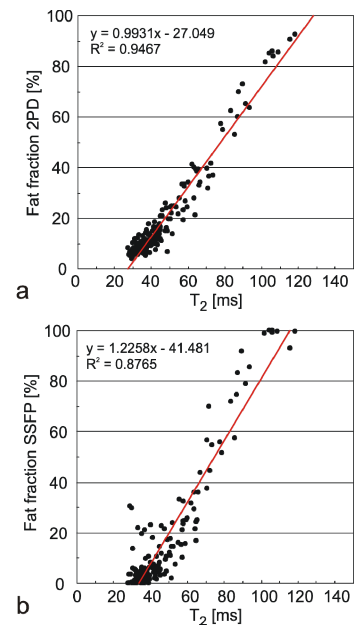 100
80
60
40
20
0
Fat fraction 2PD [%]
y = 0.9931x - 27.049
R² = 0.9467
0 20 40 60 80 100 120 140
T₂ [ms]
a
100
80
60
40
20
0
Fat fraction SSFP [%]
y = 1.2258x - 41.481
R² = 0.8765
0 20 40 60 80 100 120 140
T₂ [ms]
b